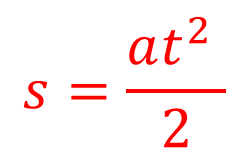 s = at²/2